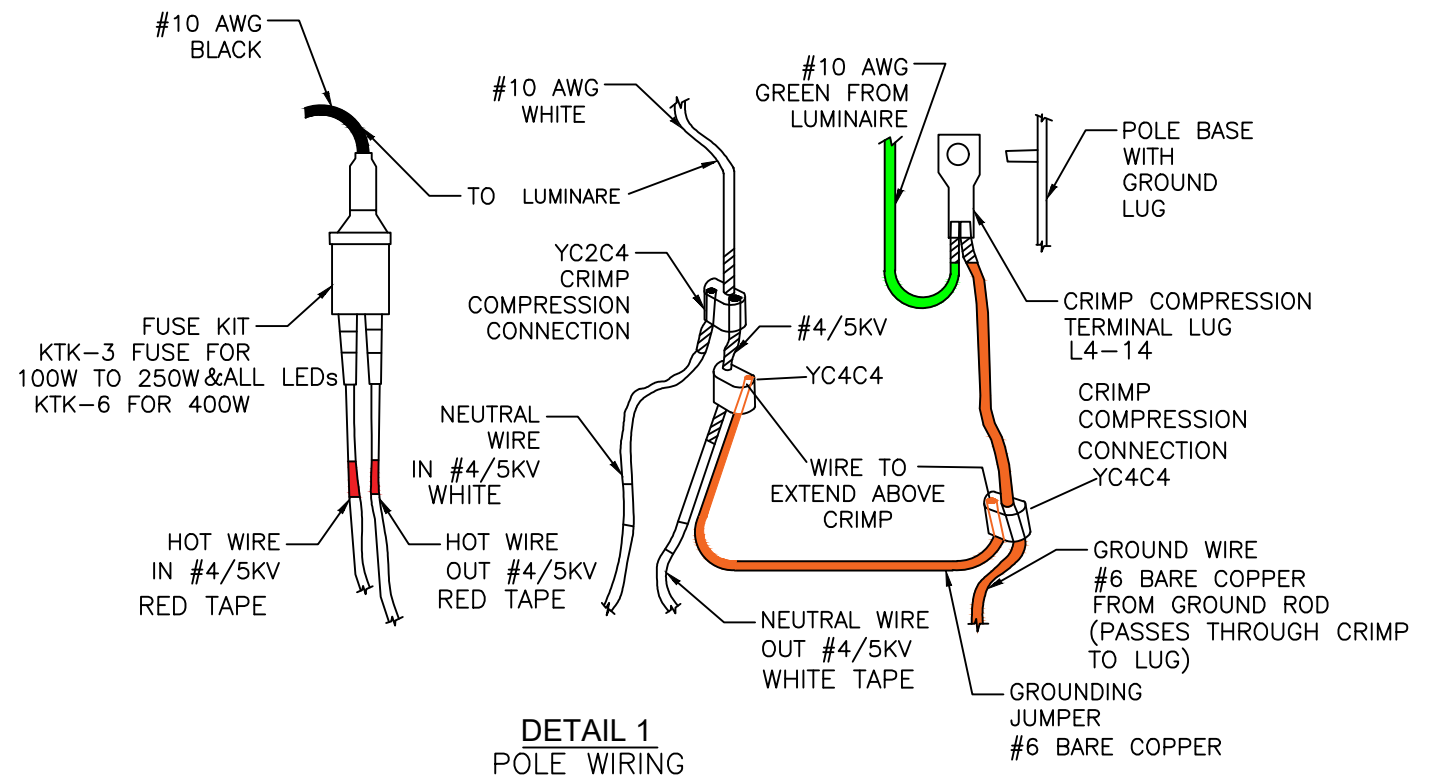 #10 AWG
BLACK
#10 AWG
WHITE
#10 AWG
GREEN FROM
LUMINAIRE
POLE BASE
WITH
GROUND
LUG
TO LUMINARE
YC2C4
CRIMP
COMPRESSION
CONNECTION
CRIMP COMPRESSION
TERMINAL LUG
L4-14
FUSE KIT
KTK-3 FUSE FOR
100W TO 250W &ALL LEDs
KTK-6 FOR 400W
#4/5KV
YC4C4
CRIMP
COMPRESSION
CONNECTION
YC4C4
NEUTRAL
WIRE
IN #4/5KV
WHITE
WIRE TO
EXTEND ABOVE
CRIMP
HOT WIRE
IN #4/5KV
RED TAPE
HOT WIRE
OUT #4/5KV
RED TAPE
GROUND WIRE
#6 BARE COPPER
FROM GROUND ROD
(PASSES THROUGH CRIMP
TO LUG)
NEUTRAL WIRE
OUT #4/5KV
WHITE TAPE
GROUNDING
JUMPER
#6 BARE COPPER
DETAIL 1
POLE WIRING